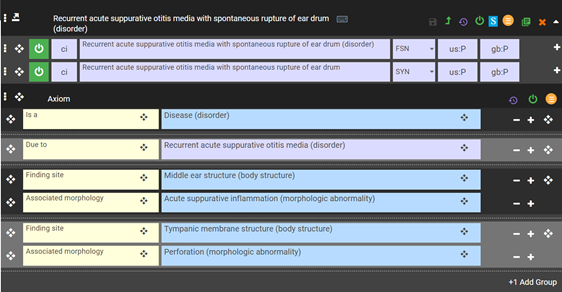 Recurrent acute suppurative otitis media with spontaneous rupture of ear drum
(disorder)
S
ci Recurrent acute suppurative otitis media with spontaneous rupture of ear drum (disorder) FSN us:P gb:P
ci Recurrent acute suppurative otitis media with spontaneous rupture of ear drum SYN us:P gb:P
Axiom
Is a Disease (disorder)
Due to Recurrent acute suppurative otitis media (disorder)
Finding site Middle ear structure (body structure)
Associated morphology Acute suppurative inflammation (morphologic abnormality)
Finding site Tympanic membrane structure (body structure)
Associated morphology Perforation (morphologic abnormality)
+1 Add Group